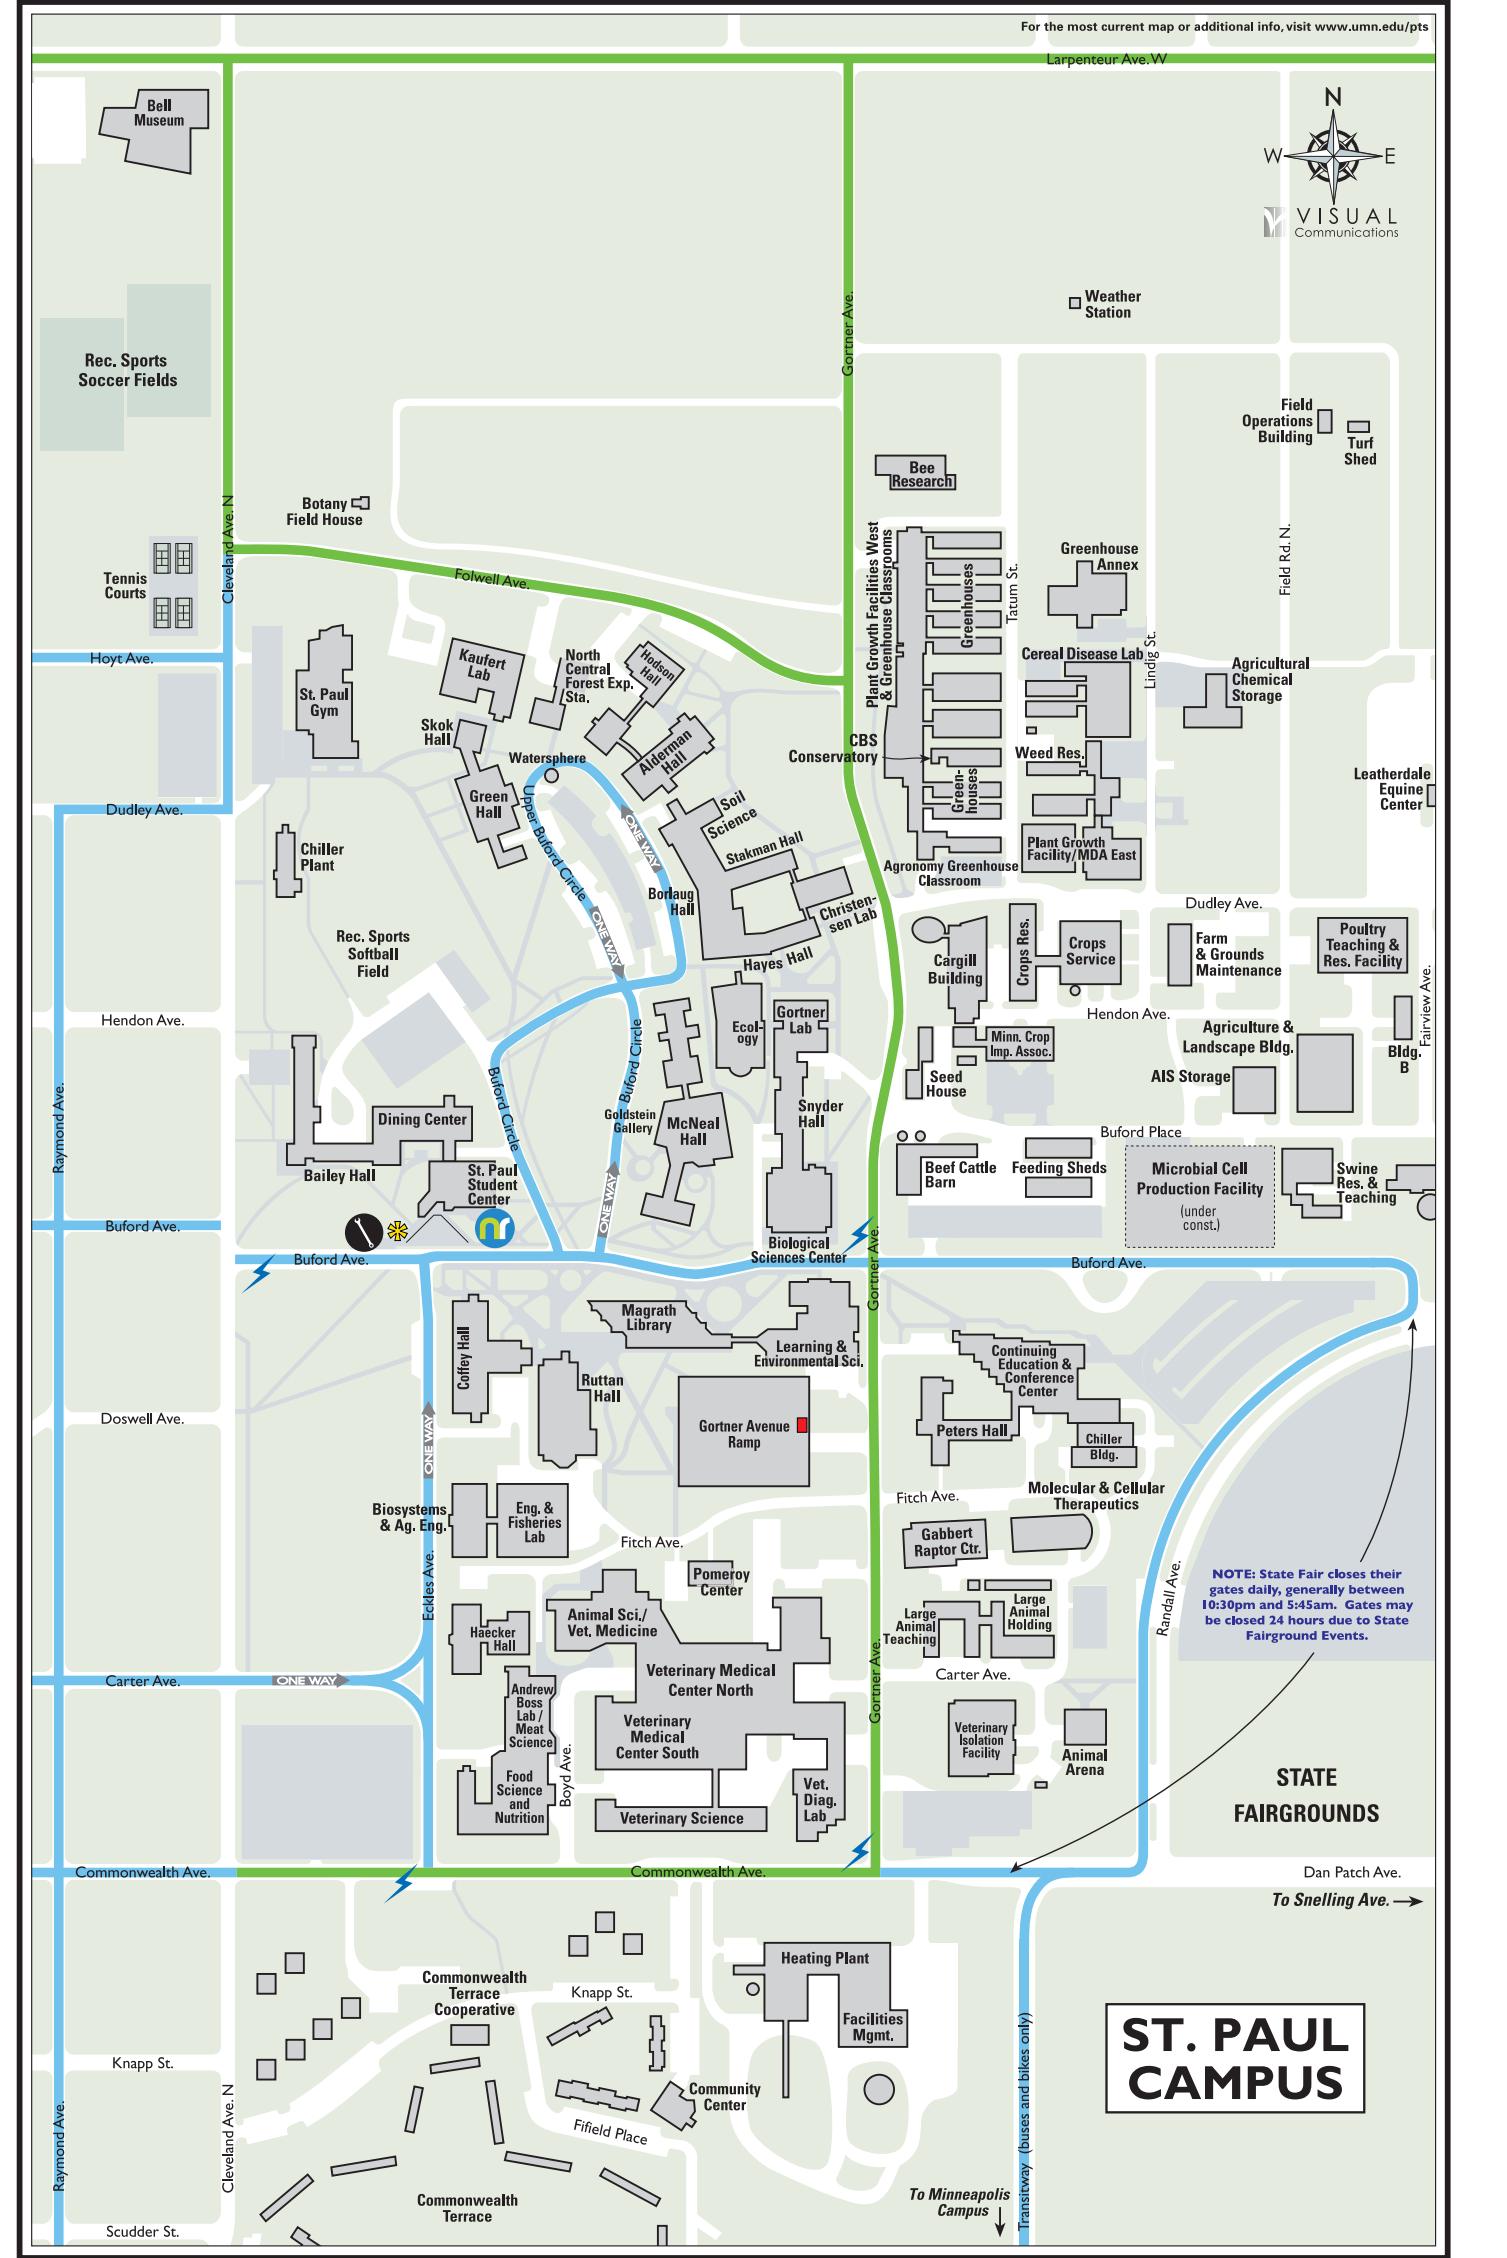 For the most current map or additional info, visit www.umn.edu/pts
Larpenteur Ave. W
Bell
Museum
N
W
E
VISUAL
Communications
Gortner Ave.
Weather
Station
Rec. Sports
Soccer Fields
Field
Operations
Building
Turf
Shed
Bee
Research
Botany
Field House
Cleveland Ave. N
Plant Growth Facilities West
& Greenhouse Classrooms
Greenhouses
Tatum St.
Greenhouse
Annex
Field Rd. N.
Tennis
Courts
Folwell Ave.
Hoyt Ave.
Kaufert
Lab
North
Central
Forest Exp.
Sta.
Hodson
Hall
Cereal Disease Lab
Lindig St.
Agricultural
Chemical
Storage
St. Paul
Gym
Skok
Hall
Alderman
Hall
CBS
Conservatory
Weed Res.
Watersphere
Green-
houses
Leatherdale
Equine
Center
Dudley Ave.
Green
Hall
Upper Buford Circle
ONE WAY
Soil
Science
Stakman Hall
Chiller
Plant
Plant Growth
Facility/MDA East
Agronomy Greenhouse
Classroom
Borlaug
Hall
Christen-
sen Lab
Dudley Ave.
Rec. Sports
Softball
Field
ONE WAY
Hayes Hall
Cargill
Building
Crops Res.
Crops
Service
Farm
& Grounds
Maintenance
Poultry
Teaching &
Res. Facility
Fairview Ave.
Hendon Ave.
Ecol-
ogy
Gortner
Lab
Hendon Ave.
Minn. Crop
Imp. Assoc.
Agriculture &
Landscape Bldg.
Bldg.
B
Seed
House
AIS Storage
Raymond Ave.
Buford Circle
Buford Circle
Goldstein
Gallery
McNeal
Hall
Snyder
Hall
Dining Center
Bailey Hall
St. Paul
Student
Center
Buford Place
Beef Cattle
Barn
Feeding Sheds
Microbial Cell
Production Facility
(under
const.)
Swine
Res. &
Teaching
ONE WAY
Buford Ave.
nr
Biological
Sciences Center
Buford Ave.
Gortner Ave.
Buford Ave.
Coffey Hall
Magrath
Library
Learning &
Environmental Sci.
Ruttan
Hall
Continuing
Education &
Conference
Center
Doswell Ave.
ONE WAY
Gortner Avenue
Ramp
Peters Hall
Chiller
Bldg.
Biosystems
& Ag. Eng.
Eng. &
Fisheries
Lab
Fitch Ave.
Fitch Ave.
Molecular & Cellular
Therapeutics
Gabbert
Raptor Ctr.
Eckles Ave.
Pomeroy
Center
Randall Ave.
NOTE: State Fair closes their
gates daily, generally between
10:30pm and 5:45am. Gates may
be closed 24 hours due to State
Fairground Events.
Haecker
Hall
Animal Sci./
Vet. Medicine
Large
Animal
Teaching
Large
Animal
Holding
Carter Ave.
ONE WAY
Veterinary Medical
Center North
Gortner Ave.
Carter Ave.
Andrew
Boss
Lab /
Meat
Science
Veterinary
Medical
Center South
Veterinary
Isolation
Facility
Animal
Arena
Boyd Ave.
Food
Science
and
Nutrition
Vet.
Diag.
Lab
Veterinary Science
STATE
FAIRGROUNDS
Commonwealth Ave.
Commonwealth Ave.
Dan Patch Ave.
To Snelling Ave.
Heating Plant
Commonwealth
Terrace
Cooperative
Knapp St.
Facilities
Mgmt.
Knapp St.
Community
Center
Fifield Place
Raymond Ave.
Cleveland Ave. N
Transitway (buses and bikes only)
ST. PAUL
CAMPUS
Commonwealth
Terrace
To Minneapolis
Campus
Scudder St.